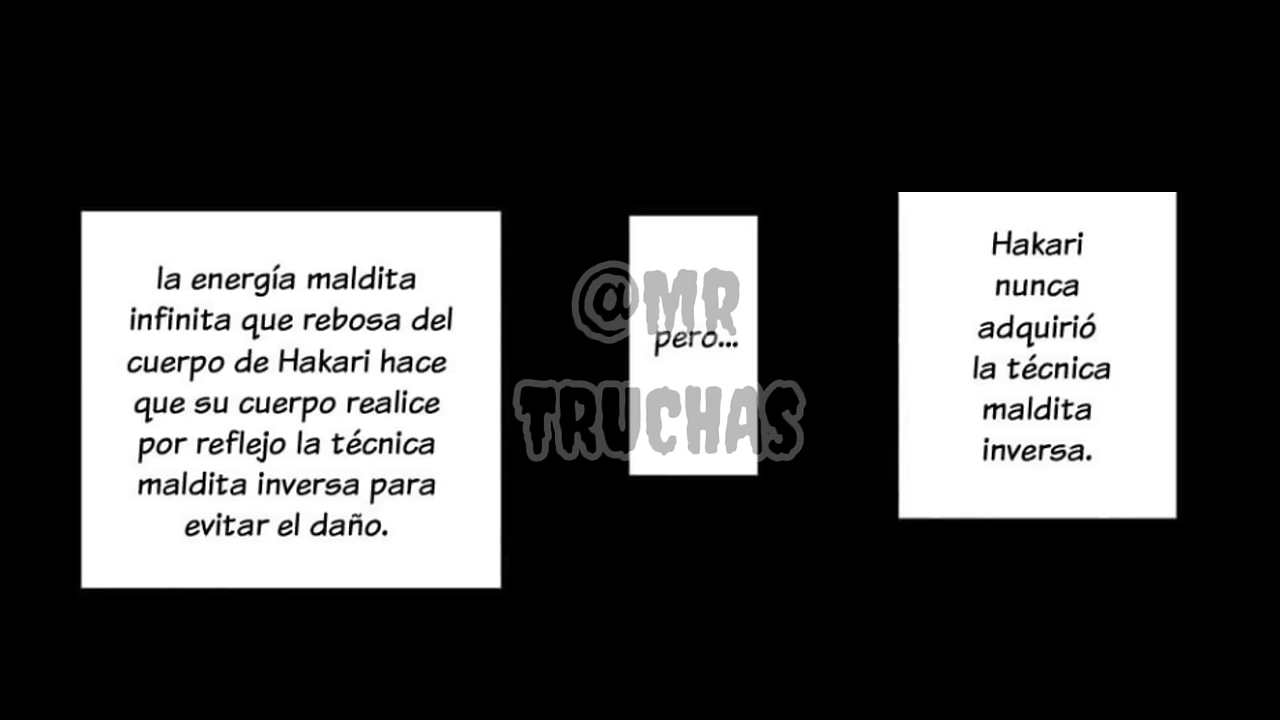 la energía maldita
infinita que rebosa del
cuerpo de Hakari hace
que su cuerpo realice
por reflejo la técnica
maldita inversa para
evitar el daño.
@MR
pero...
TRUCHAS
Hakari
nunca
adquirió
la técnica
maldita
inversa.